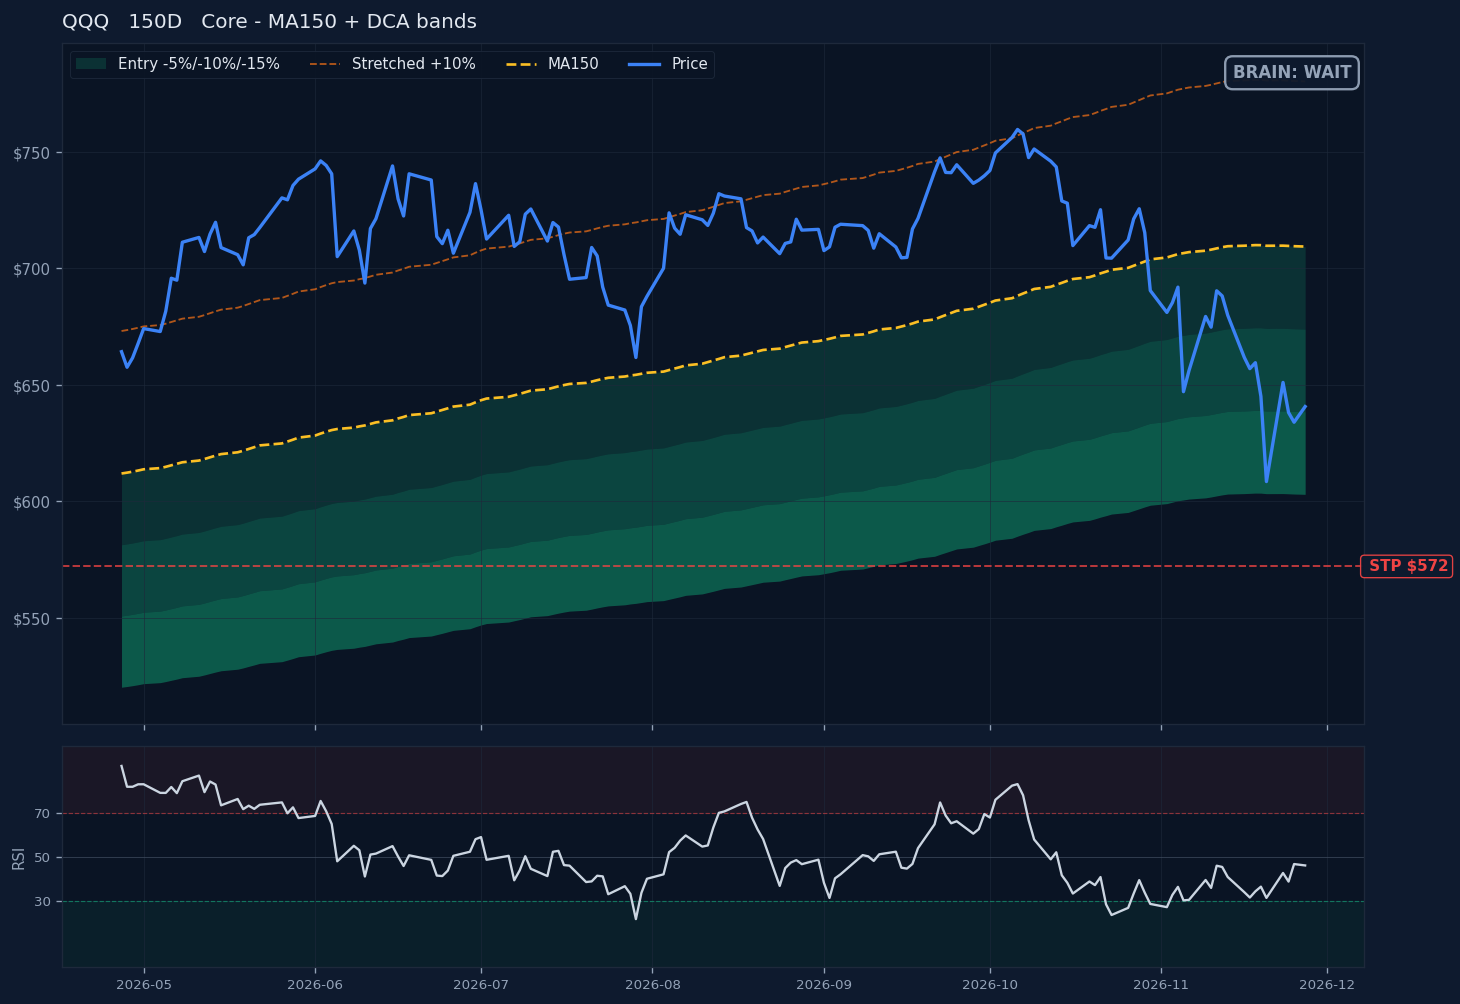 QQQ   150D   Core - MA150 + DCA bands
Entry -5%/-10%/-15%
Stretched +10%
MA150
Price
BRAIN: WAIT
$750
$700
$650
$600
$550
STP $572
RSI
70
50
30
2026-05
2026-06
2026-07
2026-08
2026-09
2026-10
2026-11
2026-12